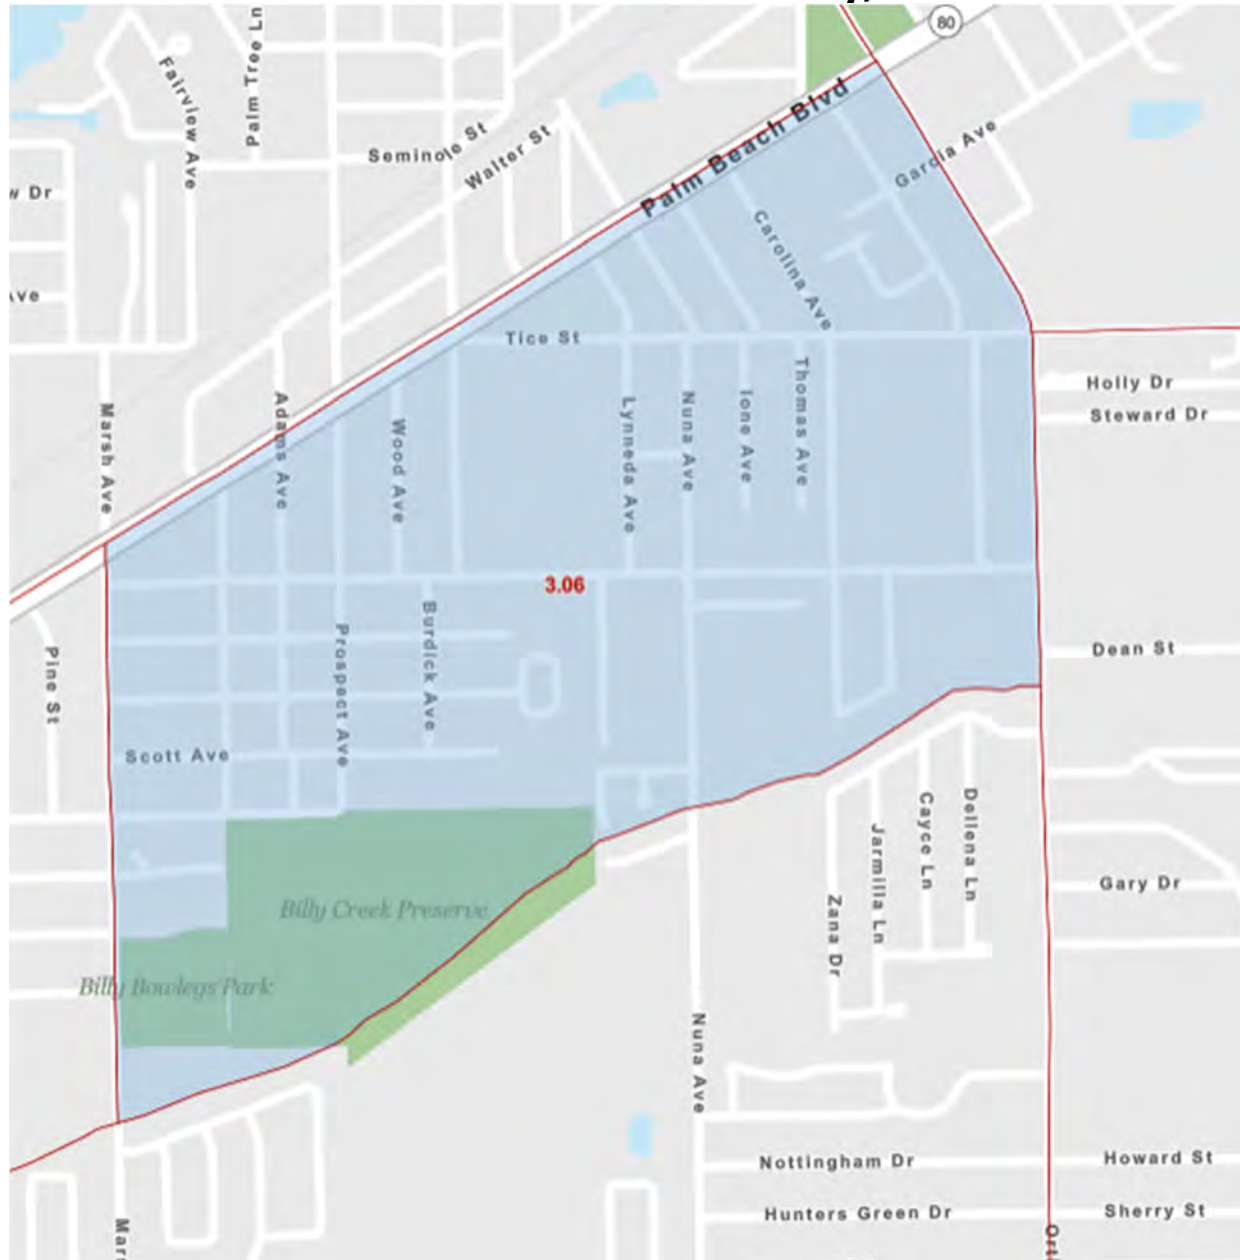 80
Palm Tree Ln
Fairview Ave
Palm Beach Blvd
Seminole St
Walter St
Garcia Ave
w Dr
Carolina Ave
Ave
Tice St
Holly Dr
Steward Dr
Marsh Ave
Adams Ave
Wood Ave
Lynneda Ave
Nuna Ave
Ione Ave
Thomas Ave
3.06
Pine St
Prospect Ave
Burdick Ave
Dean St
Scott Ave
Cayce Ln
Dellena Ln
Jarmilla Ln
Zana Dr
Gary Dr
Billy Creek Preserve
Billy Bowlegs Park
Nuna Ave
Nottingham Dr
Howard St
Hunters Green Dr
Sherry St
Mars